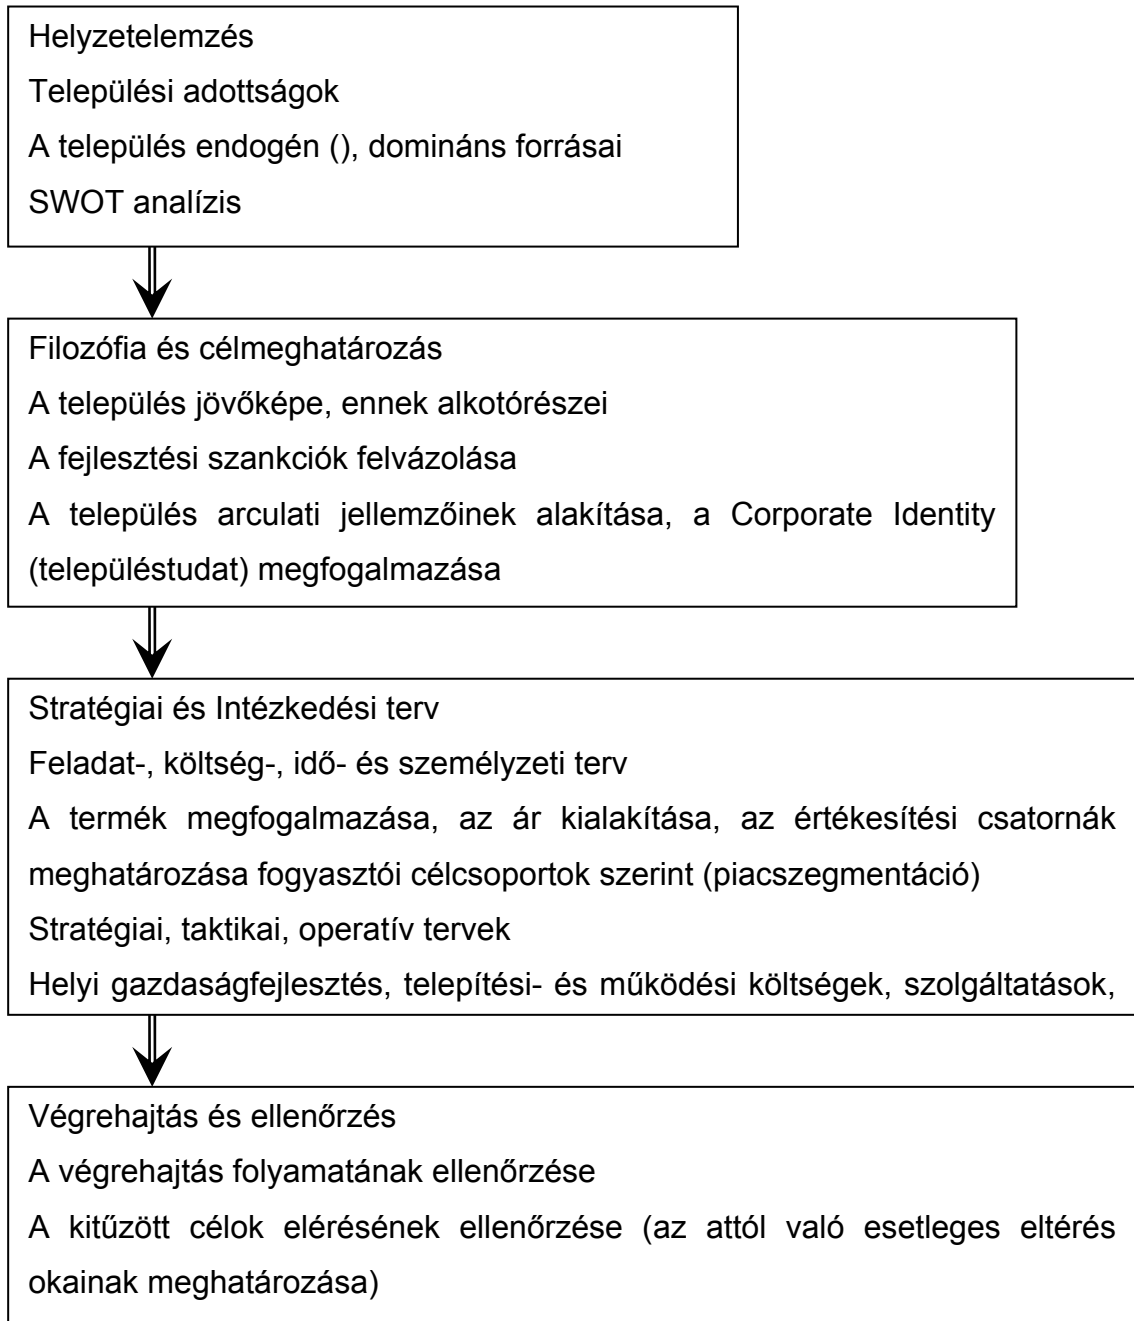 Helyzetelemzés
Települési adottságok
A település endogén (), domináns forrásai
SWOT analízis
Filozófia és célmeghatározás
A település jövőképe, ennek alkotórészei
A fejlesztési szankciók felvázolása
A település arculati jellemzőinek alakítása, a Corporate Identity
(településtudat) megfogalmazása
Stratégiai és Intézkedési terv
Feladat-, költség-, idő- és személyzeti terv
A termék megfogalmazása, az ár kialakítása, az értékesítési csatornák
meghatározása fogyasztói célcsoportok szerint (piacszegmentáció)
Stratégiai, taktikai, operatív tervek
Helyi gazdaságfejlesztés, telepítési- és működési költségek, szolgáltatások,
Végrehajtás és ellenőrzés
A végrehajtás folyamatának ellenőrzése
A kitűzött célok elérésének ellenőrzése (az attól való esetleges eltérés
okainak meghatározása)